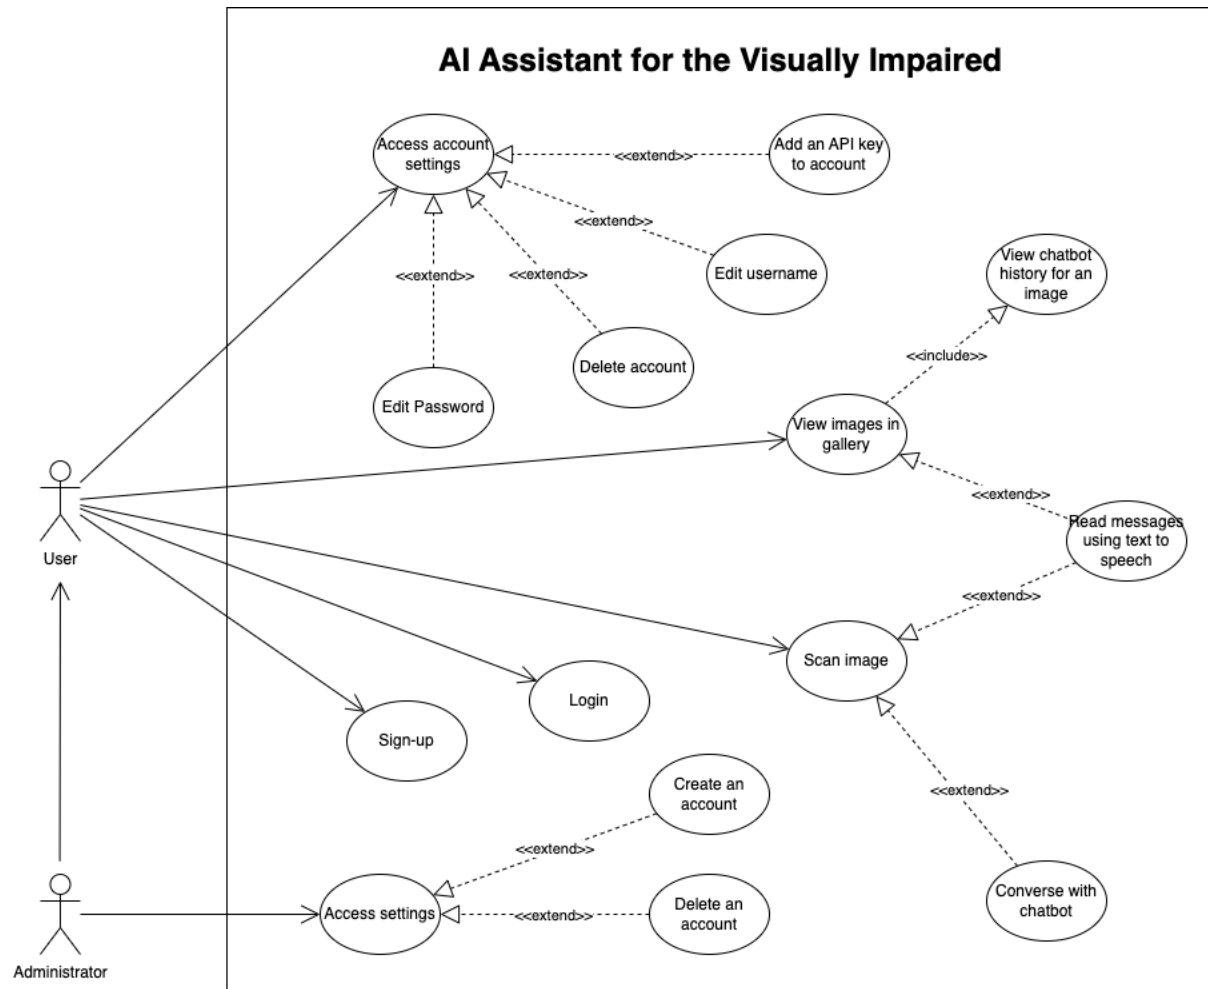 AI Assistant for the Visually Impaired
Access account
settings
<<extend>>
Add an API key
to account
<<extend>>
Edit username
<<extend>>
<<extend>>
Delete account
Edit Password
View chatbot
history for an
image
<<include>>
View images in
gallery
<<extend>>
Read messages
using text to
speech
<<extend>>
User
Scan image
Login
Sign-up
<<extend>>
Create an
account
<<extend>>
Access settings
<<extend>>
Delete an
account
Converse with
chatbot
Administrator